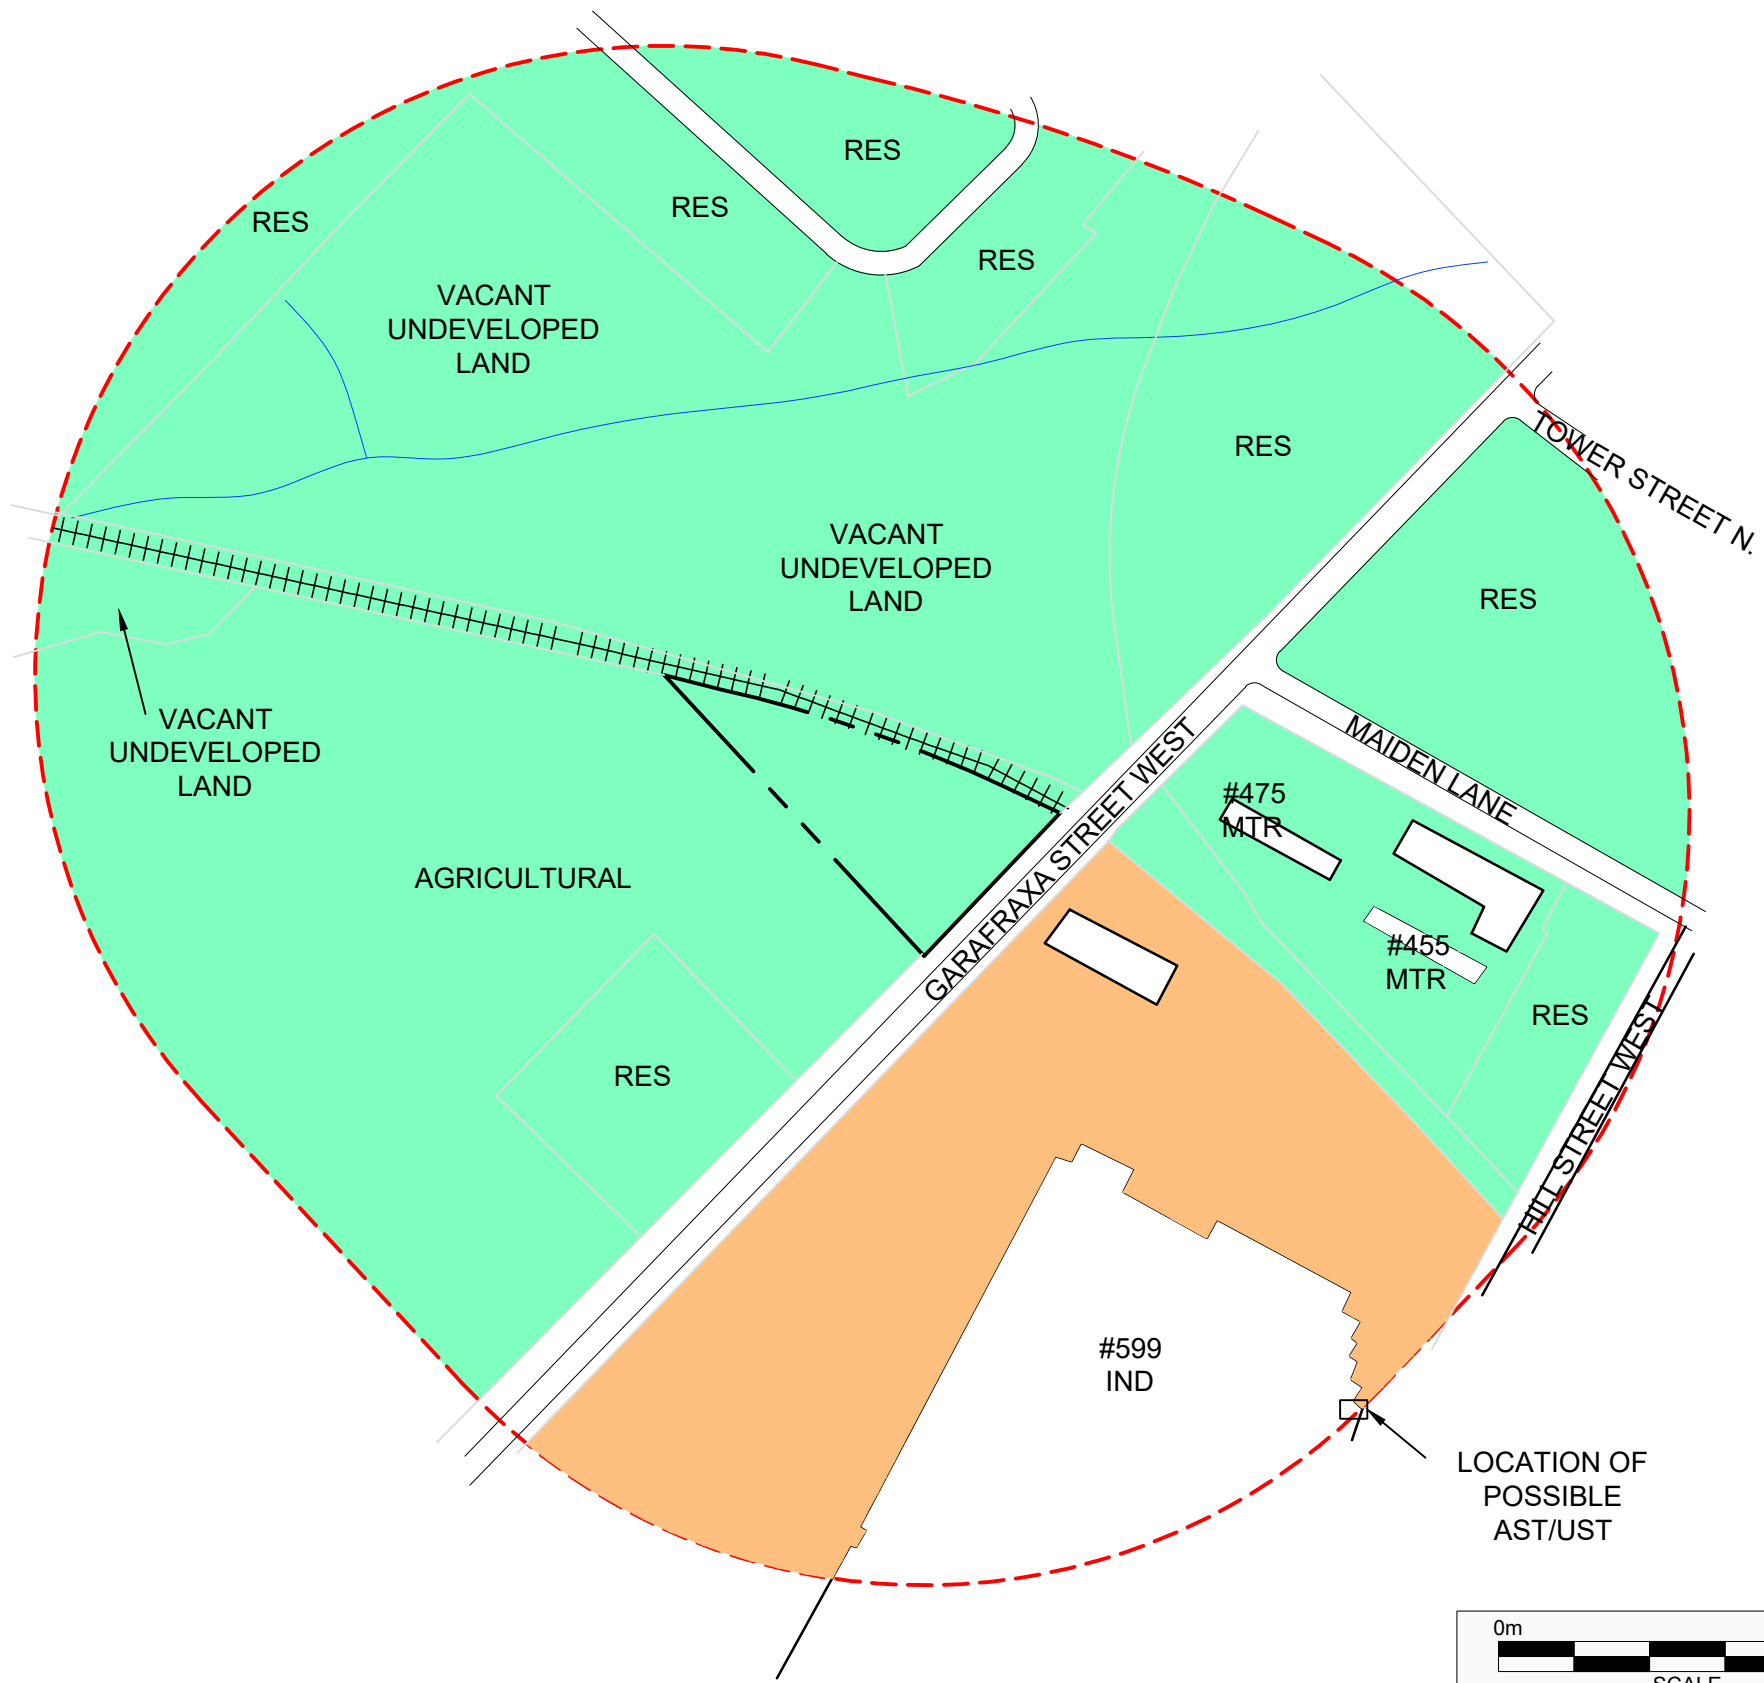 RES
RES
RES
RES
VACANT
UNDEVELOPED
LAND
TOWER STREET N.
RES
VACANT
UNDEVELOPED
LAND
RES
VACANT
UNDEVELOPED
LAND
MAIDEN LANE
GARAFRAXA STREET WEST
#475
MTR
AGRICULTURAL
#455
MTR
RES
RES
HILL STREET WEST
#599
IND
LOCATION OF
POSSIBLE
AST/UST
0m
SCALE